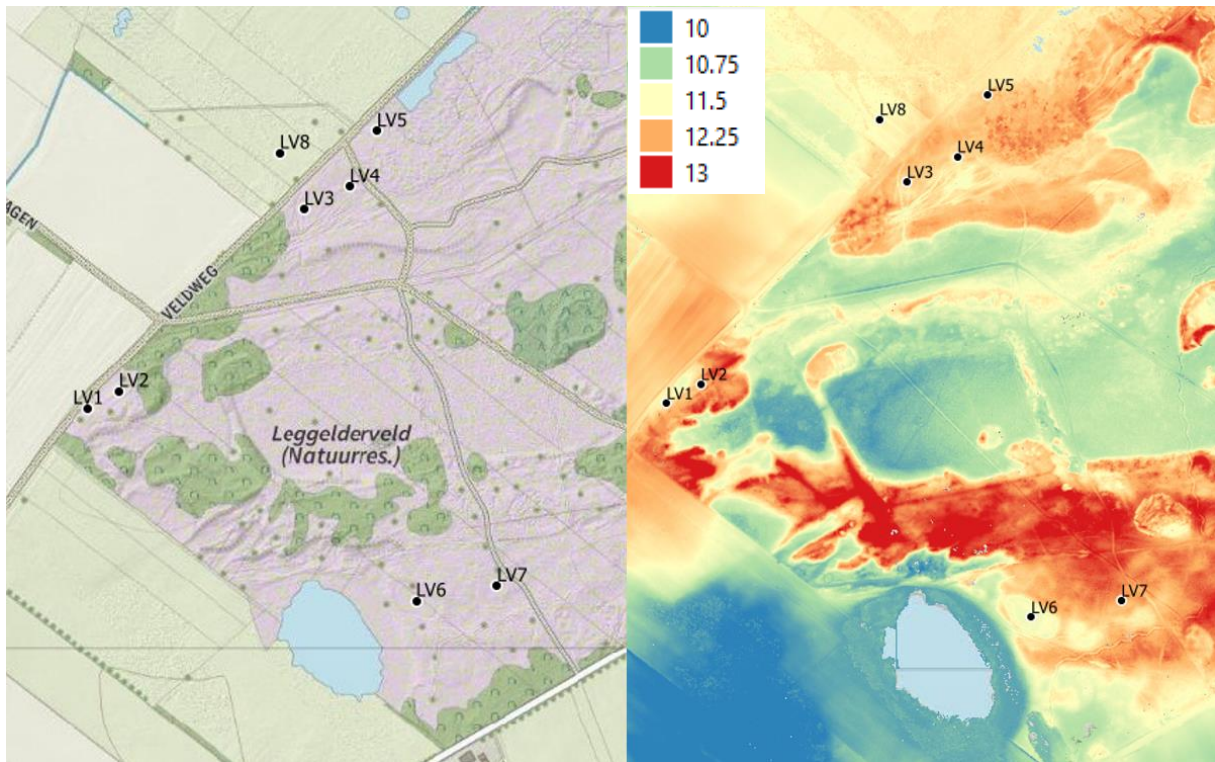 LV5
LV8
LV4
LV3
AGEN
VELDWEG
LV2
LV1
Leggelderveld
(Natuurres.)
LV7
LV6
10
10.75
11.5
12.25
13
LV5
LV8
LV4
LV3
LV2
LV1
LV7
LV6